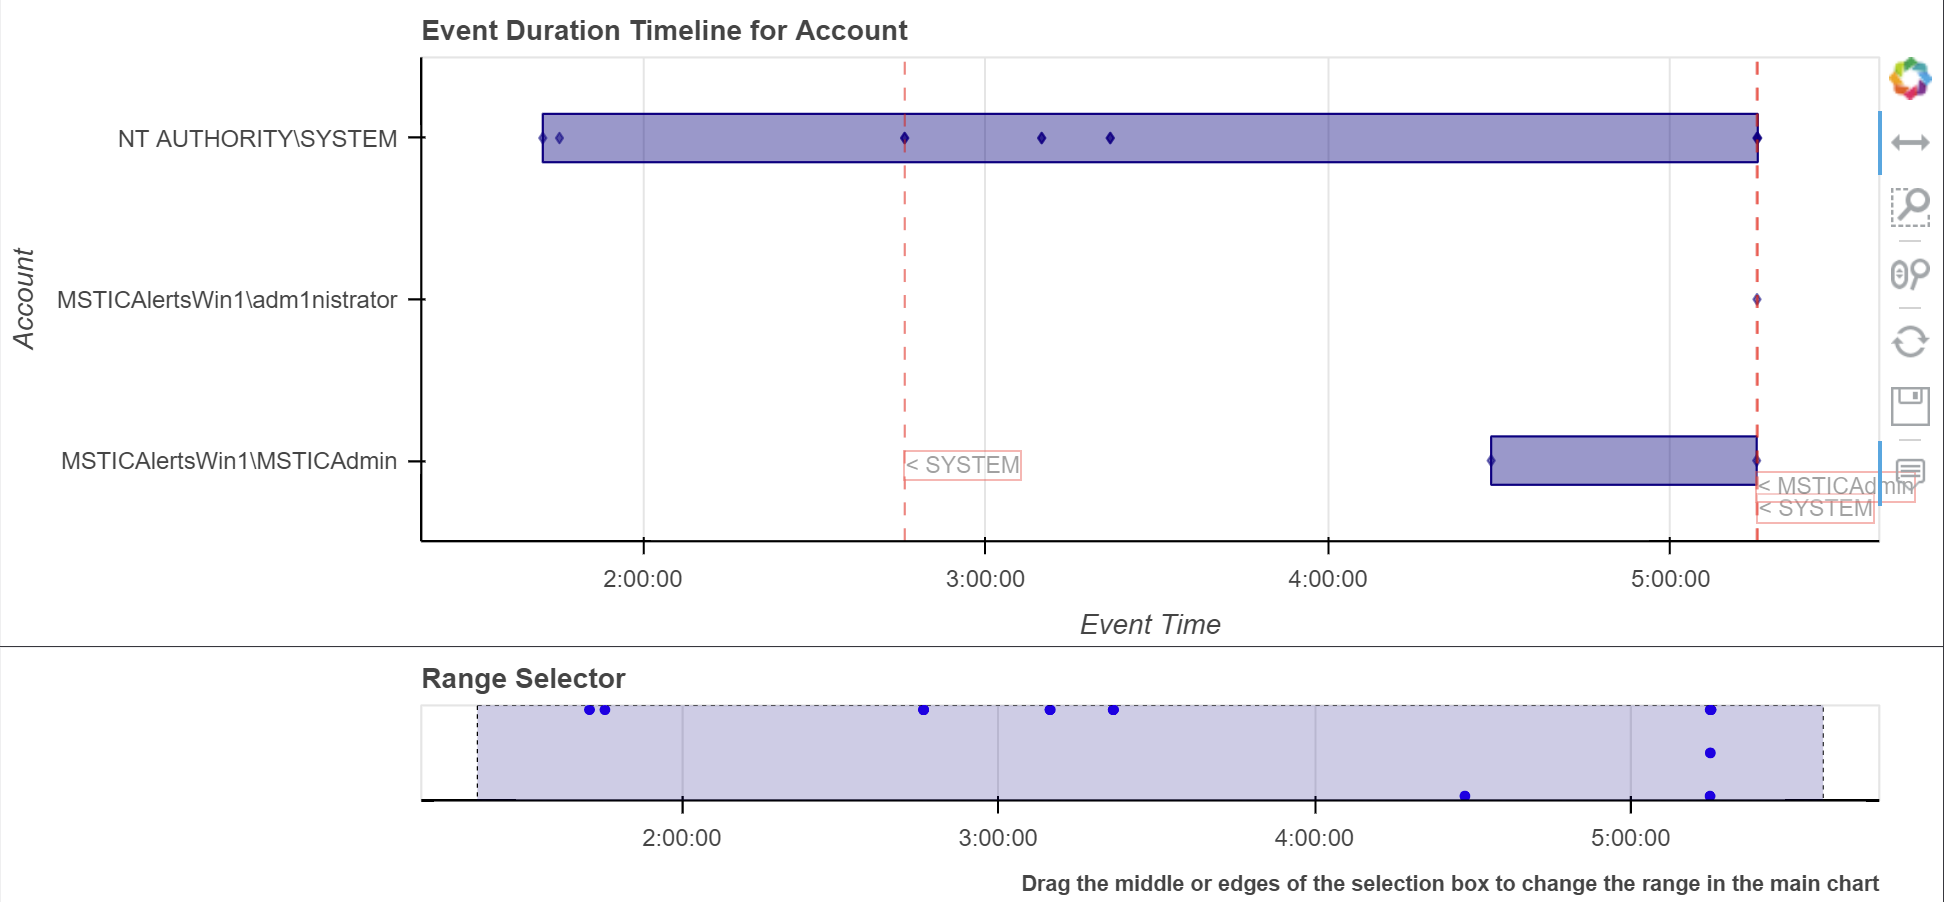 Event Duration Timeline for Account
NT AUTHORITY\SYSTEM
MSTICAlertsWin1\adm1nistrator
MSTICAlertsWin1\MSTICAdmin
Account
< SYSTEM
< MSTICAdmin
< SYSTEM
2:00:00
3:00:00
4:00:00
5:00:00
Event Time
Range Selector
2:00:00
3:00:00
4:00:00
5:00:00
Drag the middle or edges of the selection box to change the range in the main chart